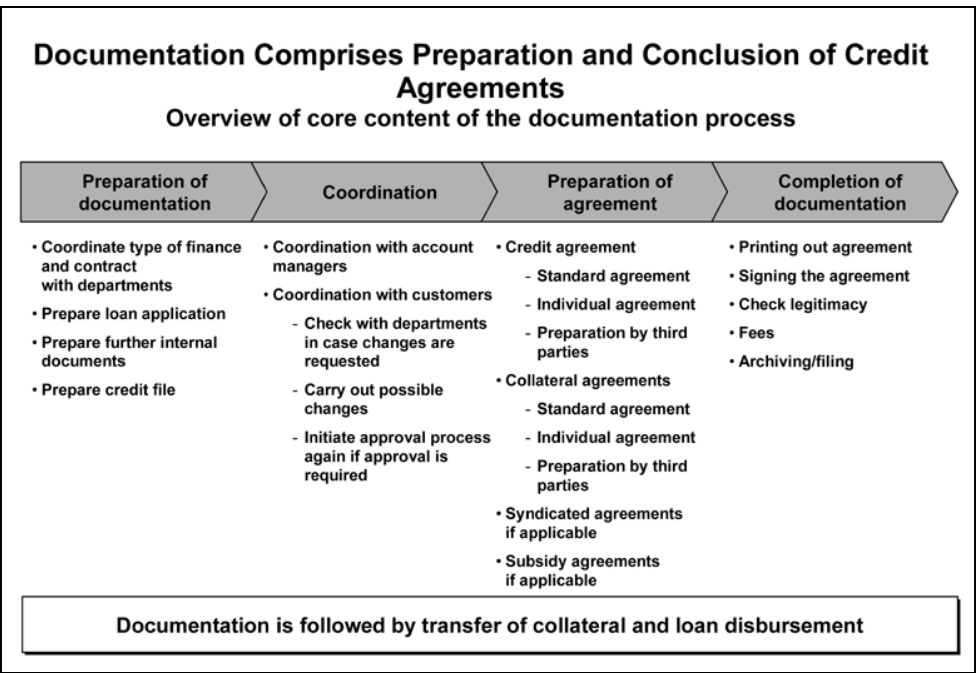 Documentation Comprises Preparation and Conclusion of Credit
Agreements
Overview of core content of the documentation process
Preparation of
documentation
Coordination
Preparation of
agreement
Completion of
documentation
• Coordinate type of finance
and contract
with departments
• Prepare loan application
• Prepare further internal
documents
• Prepare credit file
• Coordination with account
managers
• Coordination with customers
- Check with departments
in case changes are
requested
- Carry out possible
changes
- Initiate approval process
again if approval is
required
• Credit agreement
- Standard agreement
- Individual agreement
- Preparation by third
parties
• Collateral agreements
- Standard agreement
- Individual agreement
- Preparation by third
parties
• Syndicated agreements
if applicable
• Subsidy agreements
if applicable
• Printing out agreement
• Signing the agreement
• Check legitimacy
• Fees
• Archiving/filing
Documentation is followed by transfer of collateral and loan disbursement